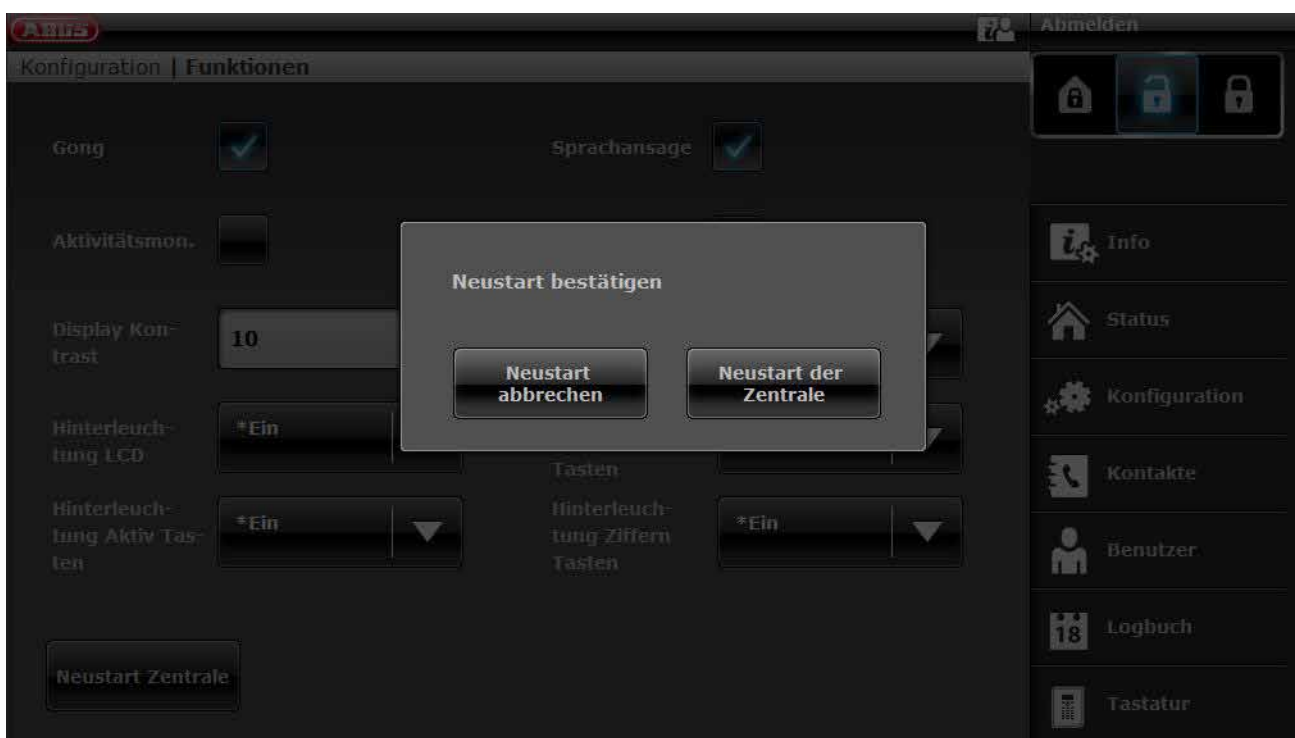 ABUS
Abmelden
Konfiguration | Funktionen
Gong
Sprachansage
Aktivitätsmon.
Neustart bestätigen
Neustart
abbrechen
Neustart der
Zentrale
Display Kon-
trast
10
Hinterleuch-
tung LCD
*Ein
Tasten
Hinterleuch-
tung Aktiv Tas-
ten
*Ein
Hinterleuch-
tung Ziffern
Tasten
*Ein
Neustart Zentrale
Info
Status
Konfiguration
Kontakte
Benutzer
18
Logbuch
Tastatur